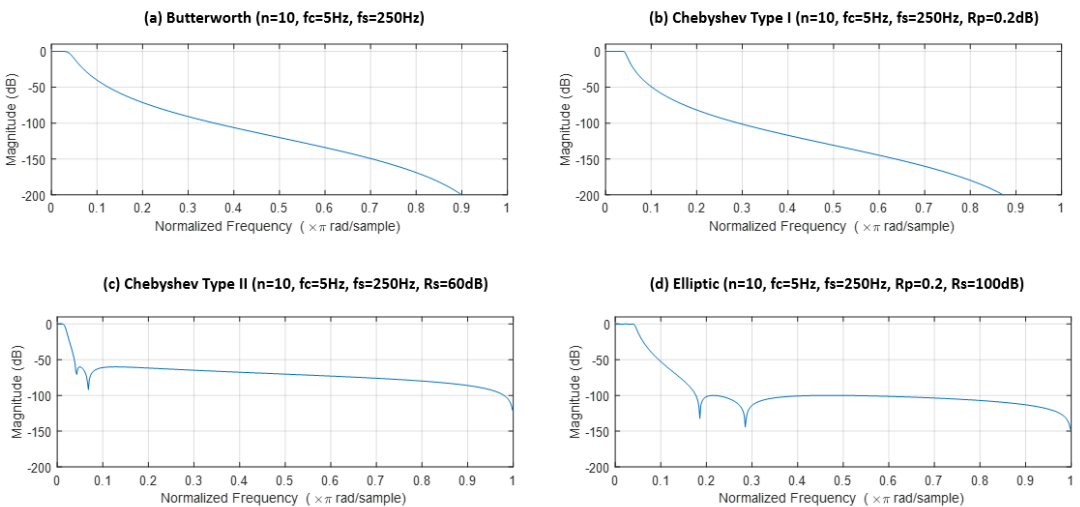 (a) Butterworth (n=10, fc=5Hz, fs=250Hz)
0
-50
-100
-150
-200
Magnitude (dB)
0 0.1 0.2 0.3 0.4 0.5 0.6 0.7 0.8 0.9 1
Normalized Frequency (×π rad/sample)
(b) Chebyshev Type I (n=10, fc=5Hz, fs=250Hz, Rp=0.2dB)
0
-50
-100
-150
-200
Magnitude (dB)
0 0.1 0.2 0.3 0.4 0.5 0.6 0.7 0.8 0.9 1
Normalized Frequency (×π rad/sample)
(c) Chebyshev Type II (n=10, fc=5Hz, fs=250Hz, Rs=60dB)
0
-50
-100
-150
-200
Magnitude (dB)
0 0.1 0.2 0.3 0.4 0.5 0.6 0.7 0.8 0.9 1
Normalized Frequency (×π rad/sample)
(d) Elliptic (n=10, fc=5Hz, fs=250Hz, Rp=0.2, Rs=100dB)
0
-50
-100
-150
-200
Magnitude (dB)
0 0.1 0.2 0.3 0.4 0.5 0.6 0.7 0.8 0.9 1
Normalized Frequency (×π rad/sample)